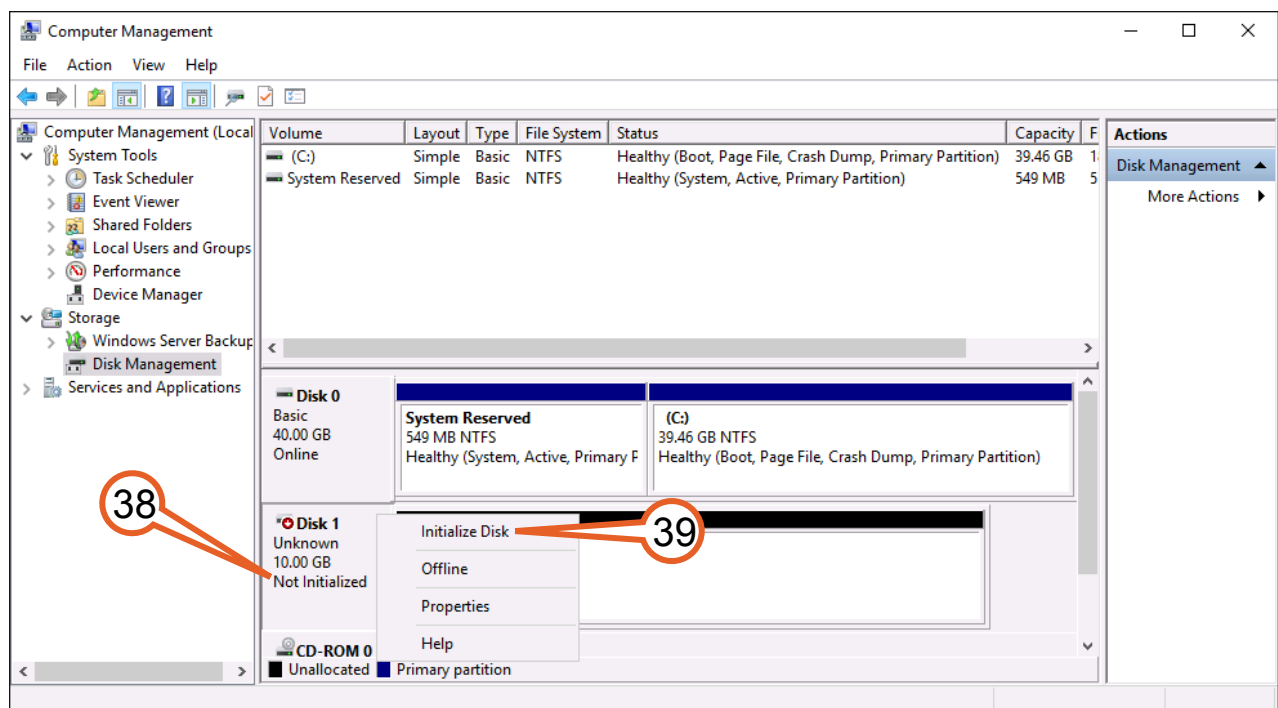 Computer Management
File Action View Help
Computer Management (Local
System Tools
Task Scheduler
Event Viewer
Shared Folders
Local Users and Groups
Performance
Device Manager
Storage
Windows Server Backup
Disk Management
Services and Applications
Volume Layout Type File System Status Capacity F
(C:) Simple Basic NTFS Healthy (Boot, Page File, Crash Dump, Primary Partition) 39.46 GB 1
System Reserved Simple Basic NTFS Healthy (System, Active, Primary Partition) 549 MB 5
Disk 0
Basic
40.00 GB
Online
System Reserved
549 MB NTFS
Healthy (System, Active, Primary P
(C:)
39.46 GB NTFS
Healthy (Boot, Page File, Crash Dump, Primary Partition)
38
Disk 1
Unknown
10.00 GB
Not Initialized
Initialize Disk
39
Offline
Properties
Help
CD-ROM 0
Unallocated Primary partition
Actions
Disk Management
More Actions